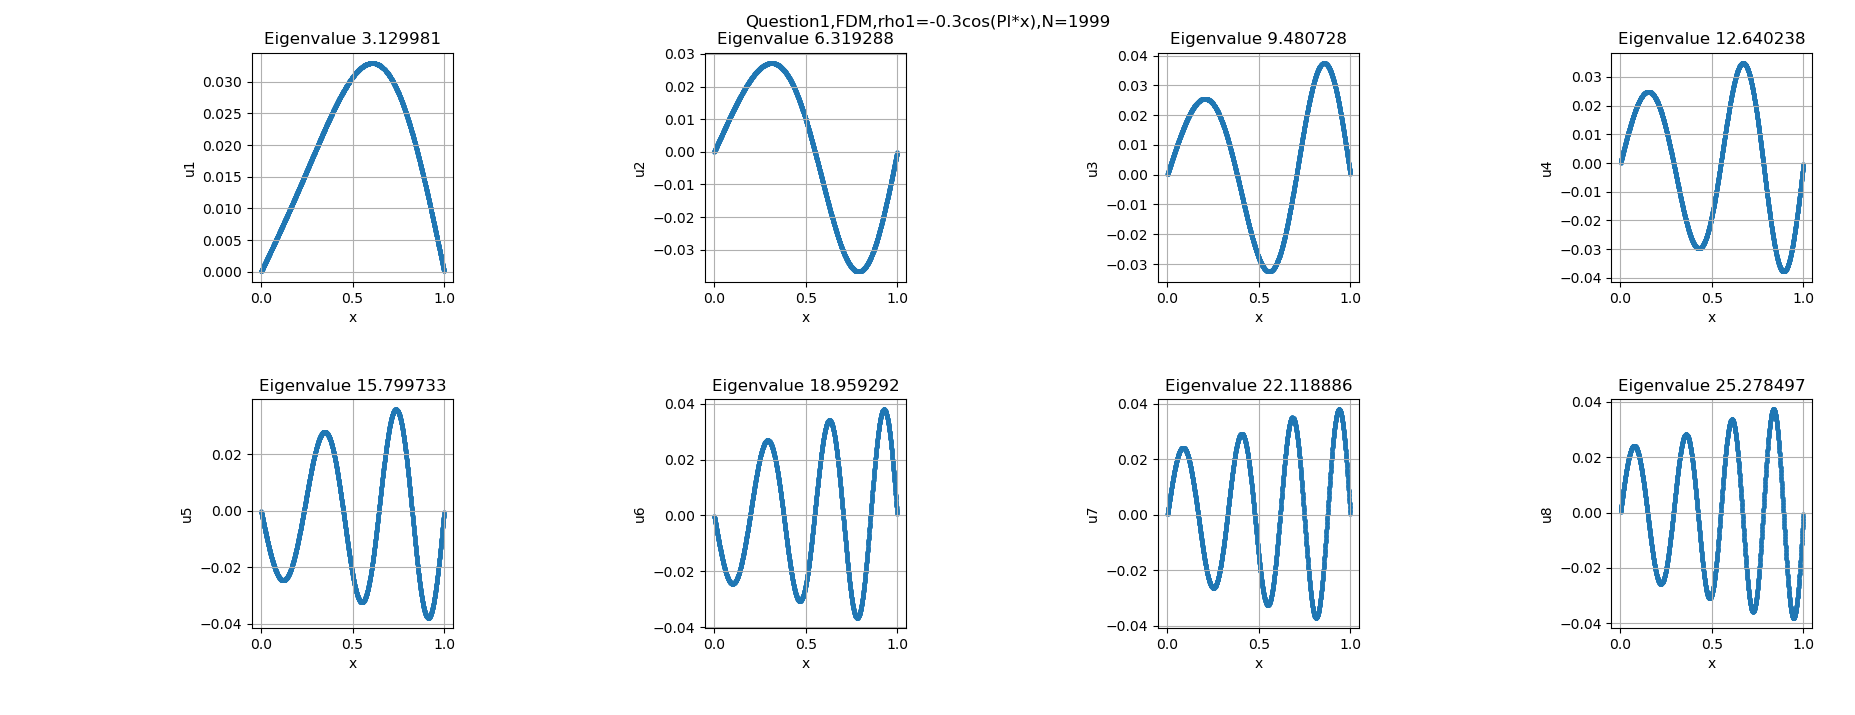 Question1,FDM,rho1=-0.3cos(PI*x),N=1999
Eigenvalue 3.129981
0.030
0.025
0.020
0.015
0.010
0.005
0.000
u1
0.0 0.5 1.0
x
Eigenvalue 6.319288
0.03
0.02
0.01
0.00
−0.01
−0.02
−0.03
u2
0.0 0.5 1.0
x
Eigenvalue 9.480728
0.04
0.03
0.02
0.01
0.00
−0.01
−0.02
−0.03
u3
0.0 0.5 1.0
x
Eigenvalue 12.640238
0.03
0.02
0.01
0.00
−0.01
−0.02
−0.03
−0.04
u4
0.0 0.5 1.0
x
Eigenvalue 15.799733
0.02
0.00
−0.02
−0.04
u5
0.0 0.5 1.0
x
Eigenvalue 18.959292
0.04
0.02
0.00
−0.02
−0.04
u6
0.0 0.5 1.0
x
Eigenvalue 22.118886
0.04
0.02
0.00
−0.02
−0.04
u7
0.0 0.5 1.0
x
Eigenvalue 25.278497
0.04
0.02
0.00
−0.02
−0.04
u8
0.0 0.5 1.0
x